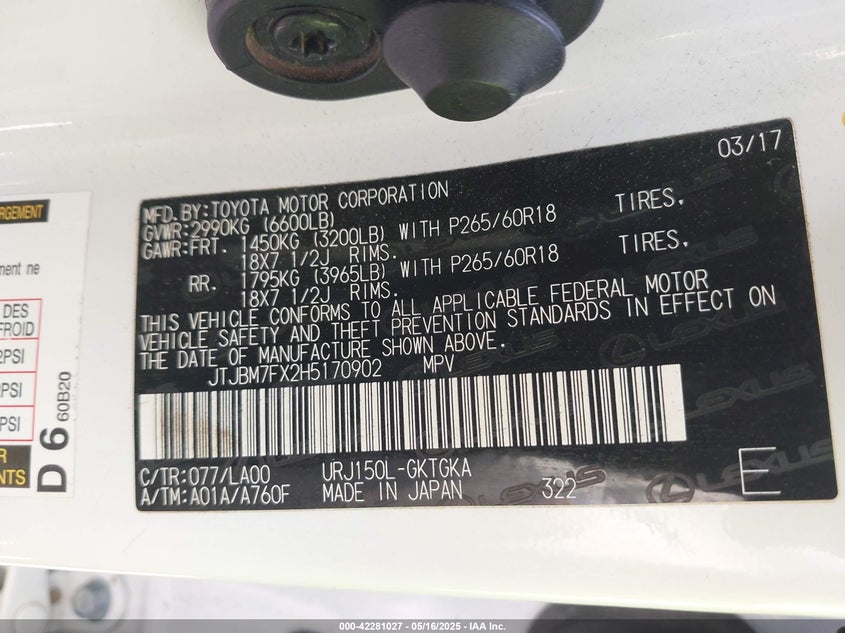 03/17
MFD.BY:TOYOTA MOTOR CORPORATION
GVWR:2990KG (6600LB)
GAWR:FRT. 1450KG (3200LB) WITH P265/60R18 TIRES,
18X7 1/2J RIMS.
RR. 1795KG (3965LB) WITH P265/60R18 TIRES,
18X7 1/2J RIMS.
THIS VEHICLE CONFORMS TO ALL APPLICABLE FEDERAL MOTOR
VEHICLE SAFETY AND THEFT PREVENTION STANDARDS IN EFFECT ON
THE DATE OF MANUFACTURE SHOWN ABOVE.
JTJBM7FX2H5170902 MPV
C/TR:077/LA00 URJ150L-GKTGKA
A/TM:A01A/A760F MADE IN JAPAN 322
E
LEXUS
ment ne
DES
FROID
PSI
PSI
PSI
D 6 60B20
000-42281027 - 05/16/2025 - IAA Inc.